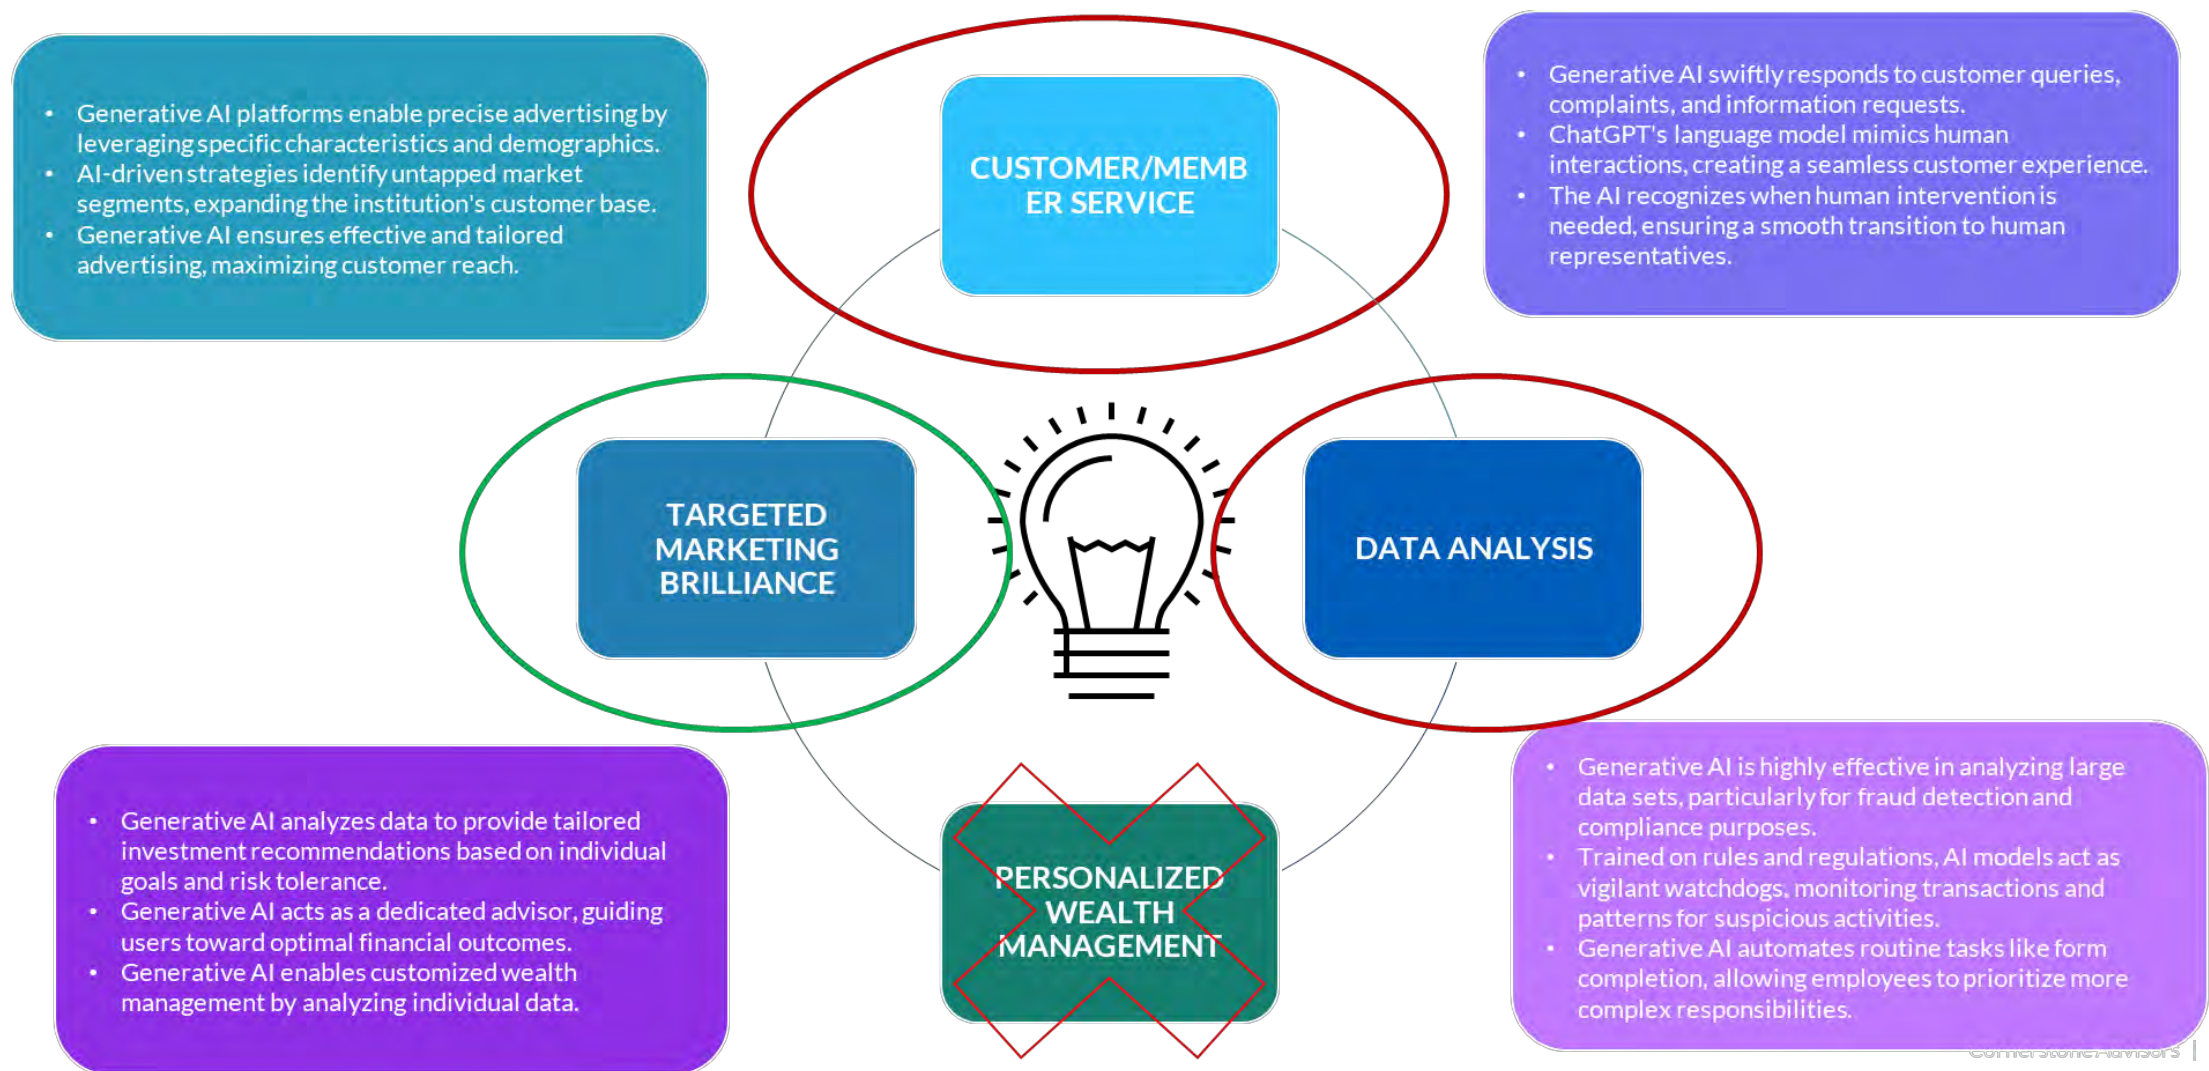 • Generative AI platforms enable precise advertising by
leveraging specific characteristics and demographics.
• AI-driven strategies identify untapped market
segments, expanding the institution's customer base.
• Generative AI ensures effective and tailored
advertising, maximizing customer reach.
CUSTOMER/MEMB
ER SERVICE
• Generative AI swiftly responds to customer queries,
complaints, and information requests.
• ChatGPT's language model mimics human
interactions, creating a seamless customer experience.
• The AI recognizes when human intervention is
needed, ensuring a smooth transition to human
representatives.
TARGETED
MARKETING
BRILLIANCE
DATA ANALYSIS
• Generative AI analyzes data to provide tailored
investment recommendations based on individual
goals and risk tolerance.
• Generative AI acts as a dedicated advisor, guiding
users toward optimal financial outcomes.
• Generative AI enables customized wealth
management by analyzing individual data.
PERSONALIZED
WEALTH
MANAGEMENT
• Generative AI is highly effective in analyzing large
data sets, particularly for fraud detection and
compliance purposes.
• Trained on rules and regulations, AI models act as
vigilant watchdogs, monitoring transactions and
patterns for suspicious activities.
• Generative AI automates routine tasks like form
completion, allowing employees to prioritize more
complex responsibilities.
Cornerstone Advisors |